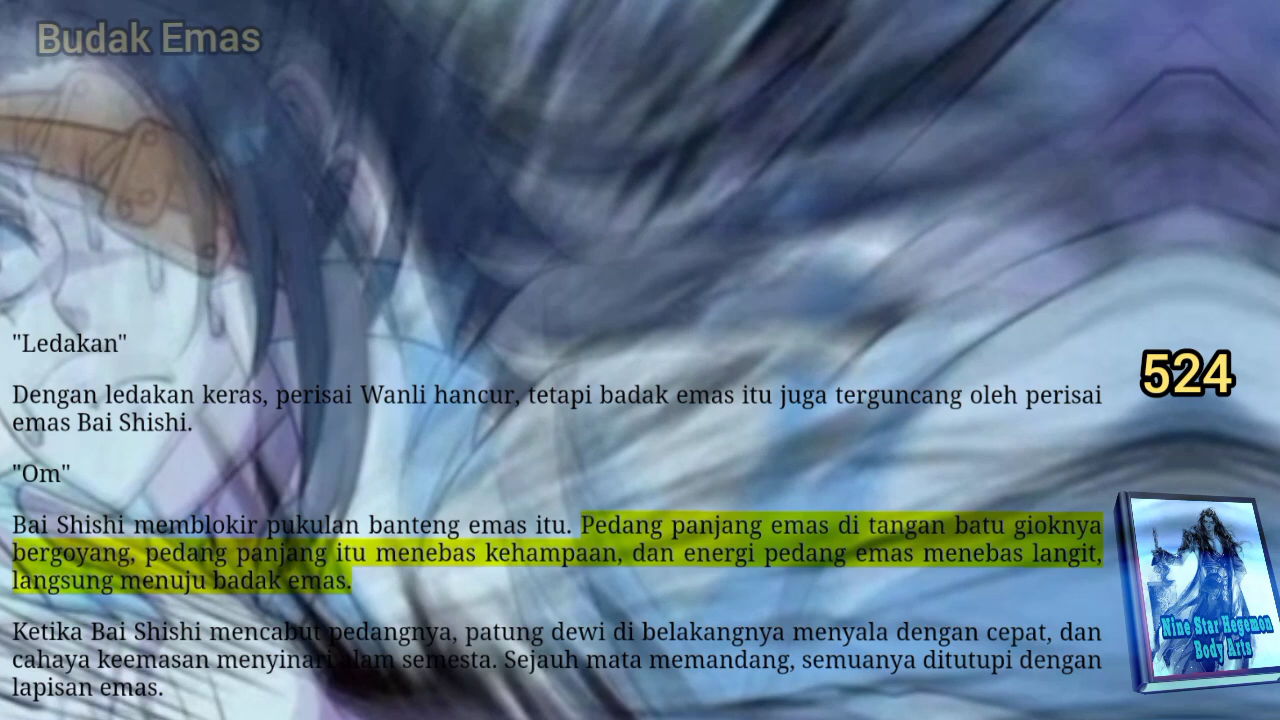 Budak Emas
"Ledakan"
Dengan ledakan keras, perisai Wanli hancur, tetapi badak emas itu juga terguncang oleh perisai
emas Bai Shishi.
524
"Om"
Bai Shishi memblokir pukulan banteng emas itu. Pedang panjang emas di tangan batu gioknya
bergoyang, pedang panjang itu menebas kehampaan, dan energi pedang emas menebas langit,
langsung menuju badak emas.
Ketika Bai Shishi mencabut pedangnya, patung dewi di belakangnya menyala dengan cepat, dan
cahaya keemasan menyinari alam semesta. Sejauh mata memandang, semuanya ditutupi dengan
lapisan emas.
Nine Star Hegemon
Body Arts